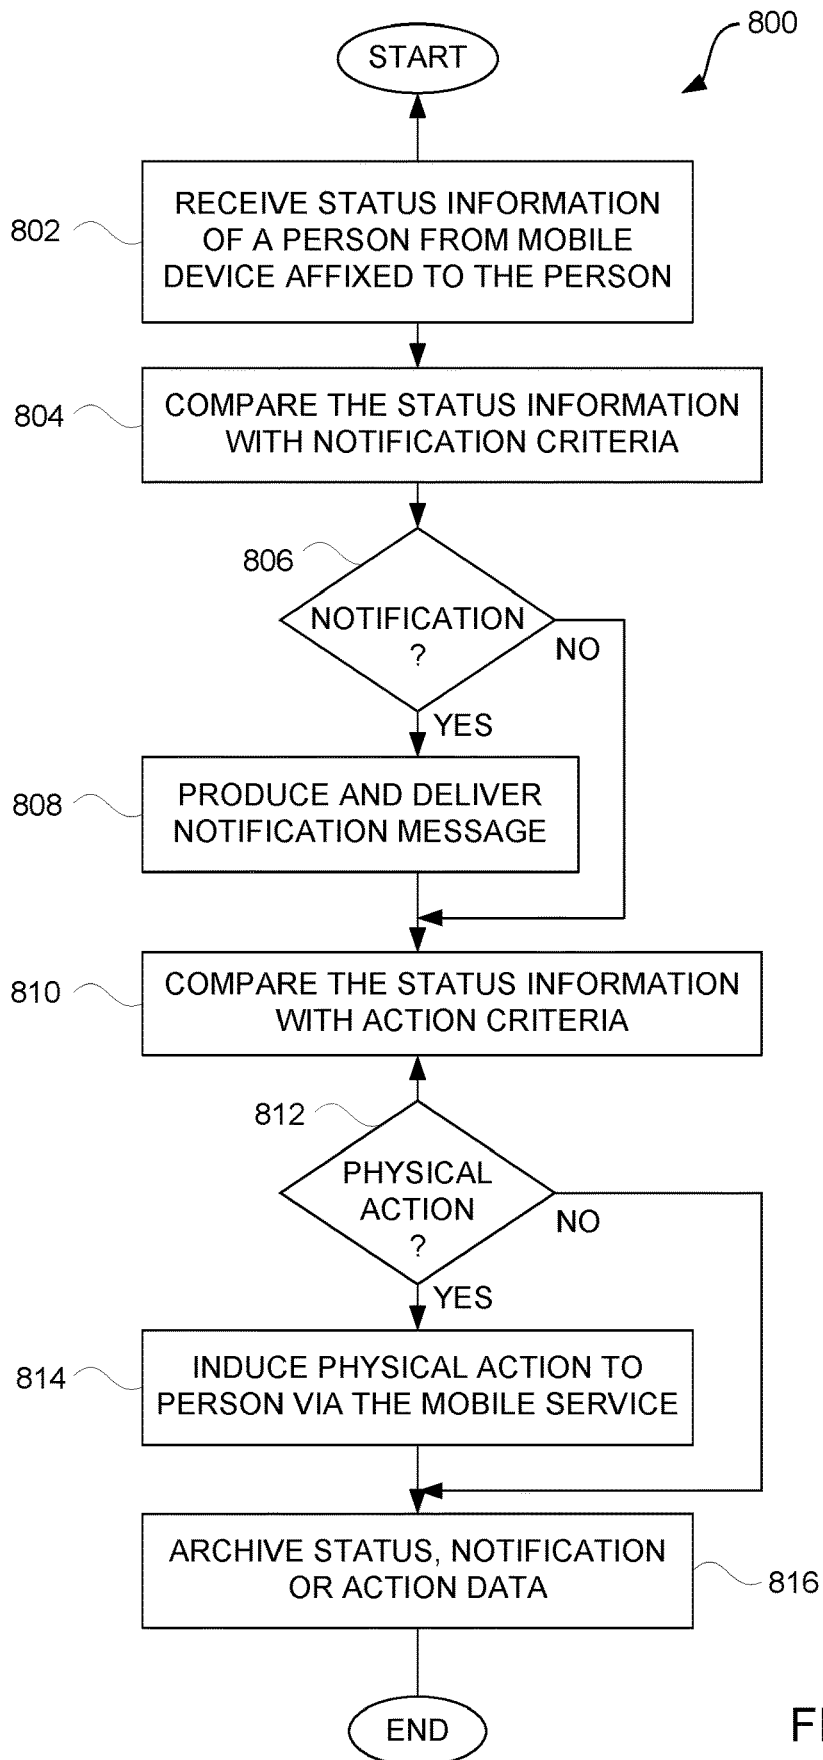 800
START
802
RECEIVE STATUS INFORMATION
OF A PERSON FROM MOBILE
DEVICE AFFIXED TO THE PERSON
804
COMPARE THE STATUS INFORMATION
WITH NOTIFICATION CRITERIA
806
NOTIFICATION
?
NO
YES
808
PRODUCE AND DELIVER
NOTIFICATION MESSAGE
810
COMPARE THE STATUS INFORMATION
WITH ACTION CRITERIA
812
PHYSICAL
ACTION
?
NO
YES
814
INDUCE PHYSICAL ACTION TO
PERSON VIA THE MOBILE SERVICE
ARCHIVE STATUS, NOTIFICATION
OR ACTION DATA
816
END